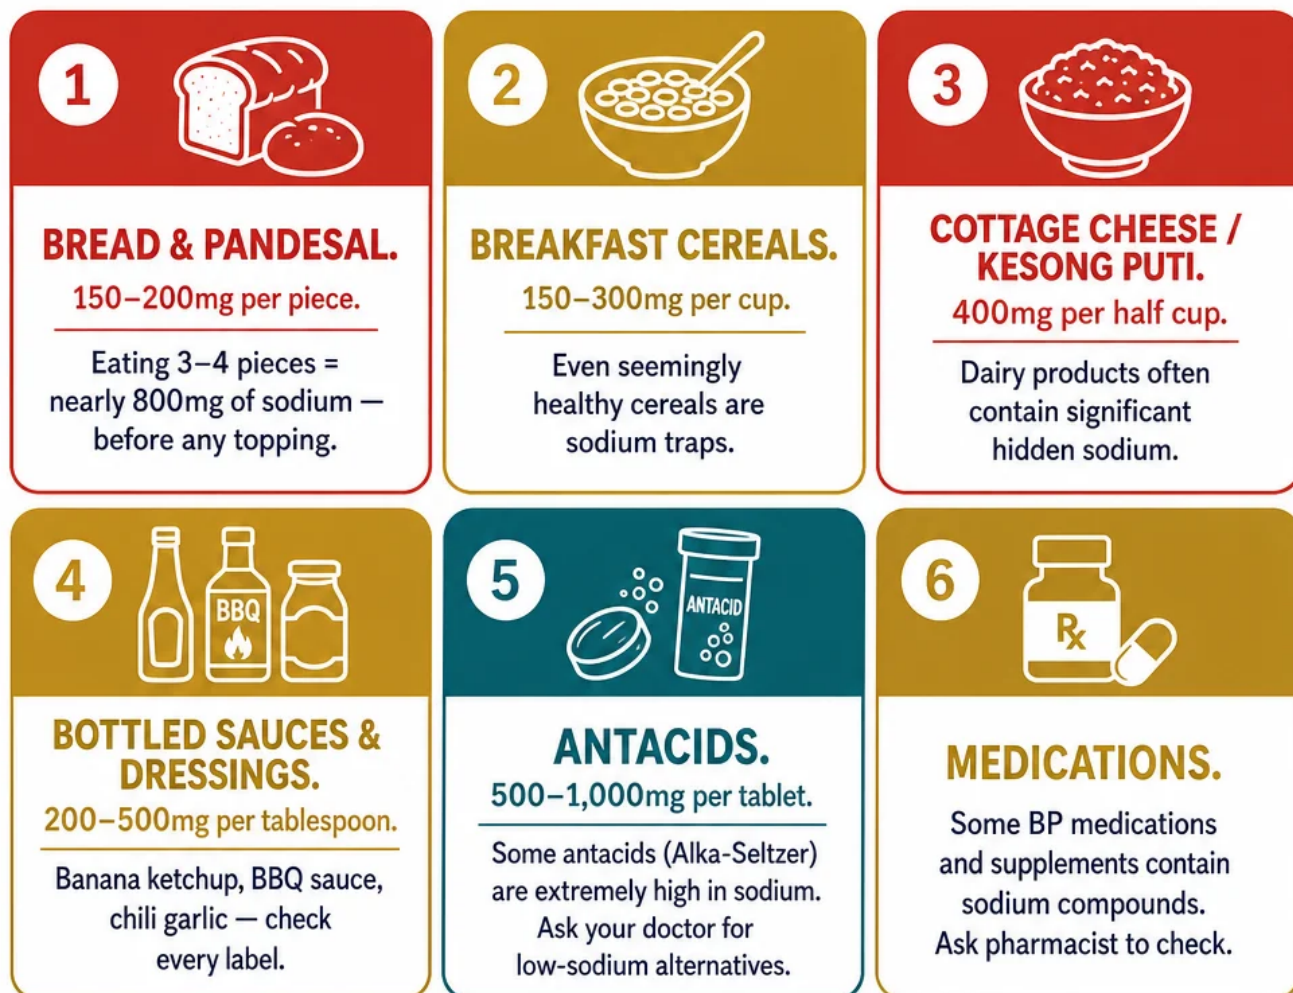 1
BREAD & PANDESAL.
150–200mg per piece.
Eating 3–4 pieces =
nearly 800mg of sodium —
before any topping.
2
BREAKFAST CEREALS.
150–300mg per cup.
Even seemingly
healthy cereals are
sodium traps.
3
COTTAGE CHEESE /
KESONG PUTI.
400mg per half cup.
Dairy products often
contain significant
hidden sodium.
4
BBQ
BOTTLED SAUCES &
DRESSINGS.
200–500mg per tablespoon.
Banana ketchup, BBQ sauce,
chili garlic — check
every label.
5
ANTACID
ANTACIDS.
500–1,000mg per tablet.
Some antacids (Alka-Seltzer)
are extremely high in sodium.
Ask your doctor for
low-sodium alternatives.
6
Rx
MEDICATIONS.
Some BP medications
and supplements contain
sodium compounds.
Ask pharmacist to check.